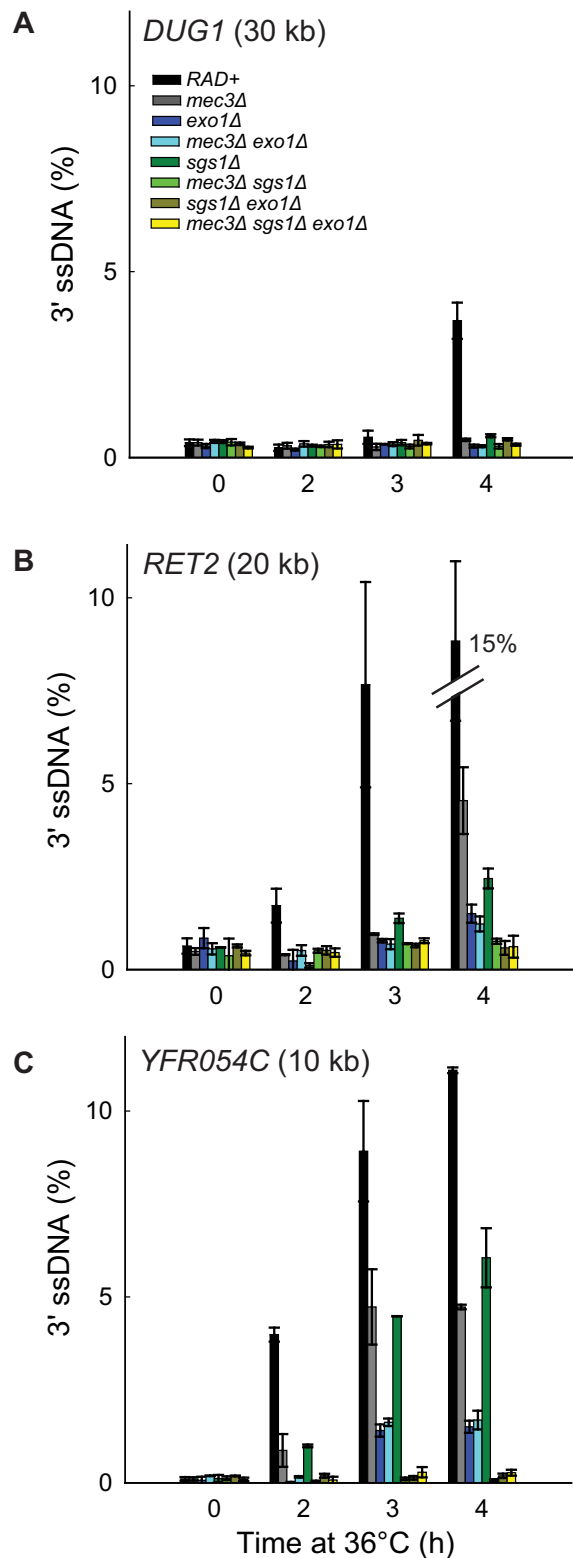 A
DUG1 (30 kb)
10
5
0
3' ssDNA (%)
RAD+
mec3Δ
exo1Δ
mec3Δ exo1Δ
sgs1Δ
mec3Δ sgs1Δ
sgs1Δ exo1Δ
mec3Δ sgs1Δ exo1Δ
0 2 3 4
B
RET2 (20 kb)
10
5
0
3' ssDNA (%)
15%
0 2 3 4
C
YFR054C (10 kb)
10
5
0
3' ssDNA (%)
0 2 3 4
Time at 36°C (h)